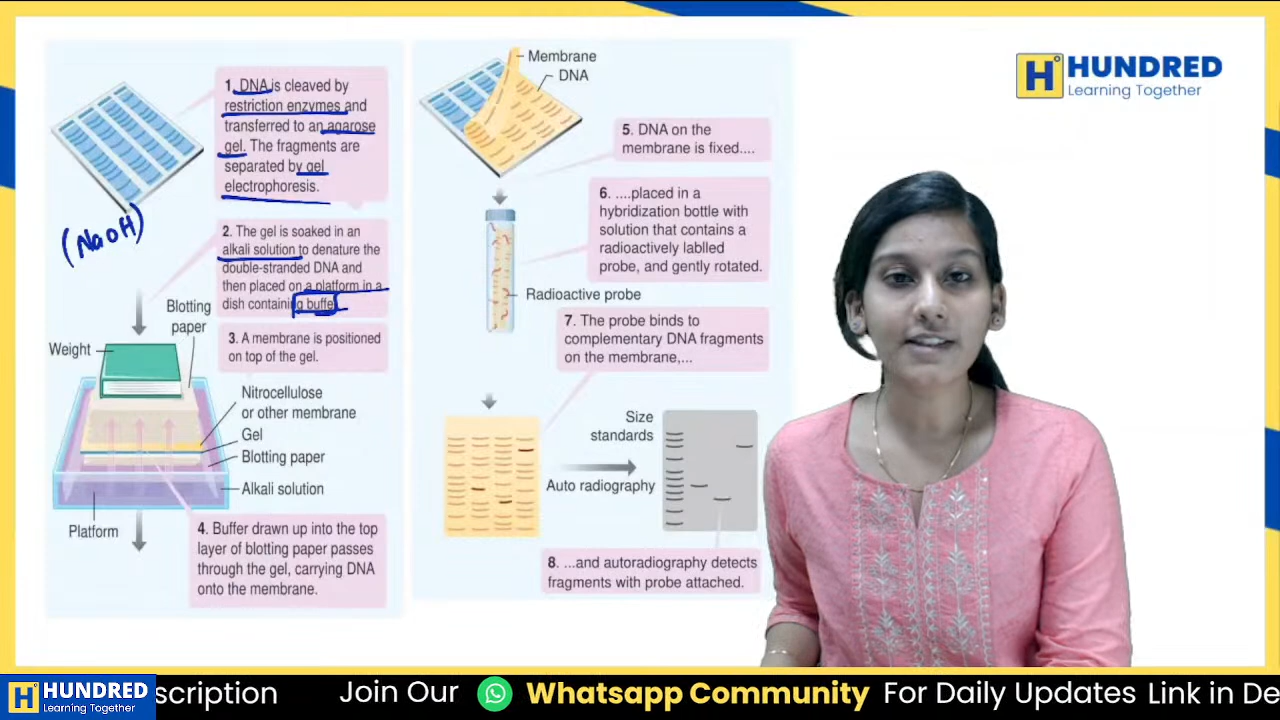 1. DNA is cleaved by
restriction enzymes and
transferred to an agarose
gel. The fragments are
separated by gel
electrophoresis.
(NaOH)
2. The gel is soaked in an
alkali solution to denature the
double-stranded DNA and
then placed on a platform in a
dish containing buffe
3. A membrane is positioned
on top of the gel.
Blotting
paper
Weight
Nitrocellulose
or other membrane
Gel
Blotting paper
Alkali solution
Platform
4. Buffer drawn up into the top
layer of blotting paper passes
through the gel, carrying DNA
onto the membrane.
Membrane
DNA
5. DNA on the
membrane is fixed....
6. ....placed in a
hybridization bottle with
solution that contains a
radioactively lablled
probe, and gently rotated.
Radioactive probe
7. The probe binds to
complementary DNA fragments
on the membrane,...
Size
standards
Auto radiography
8. ...and autoradiography detects
fragments with probe attached.
H HUNDRED
Learning Together
H HUNDRED
Learning Together
scription Join Our Whatsapp Community For Daily Updates Link in De